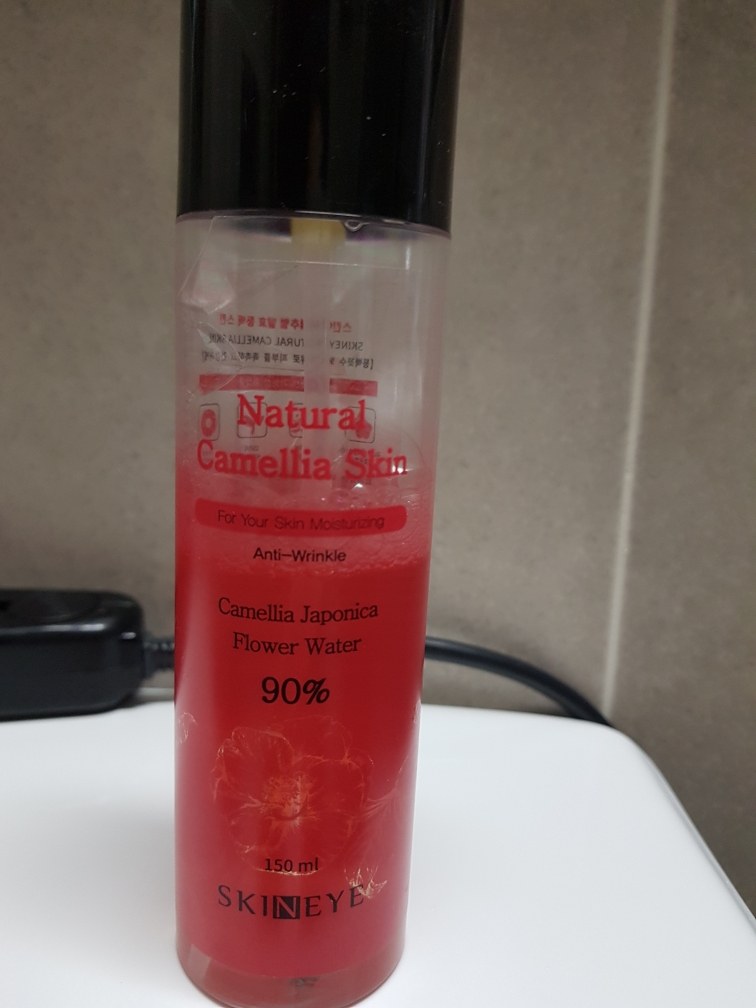 Natural
Camellia Skin
For Your Skin Moisturizing
Anti-Wrinkle
Camellia Japonica
Flower Water
90%
150 ml
SKINEYE